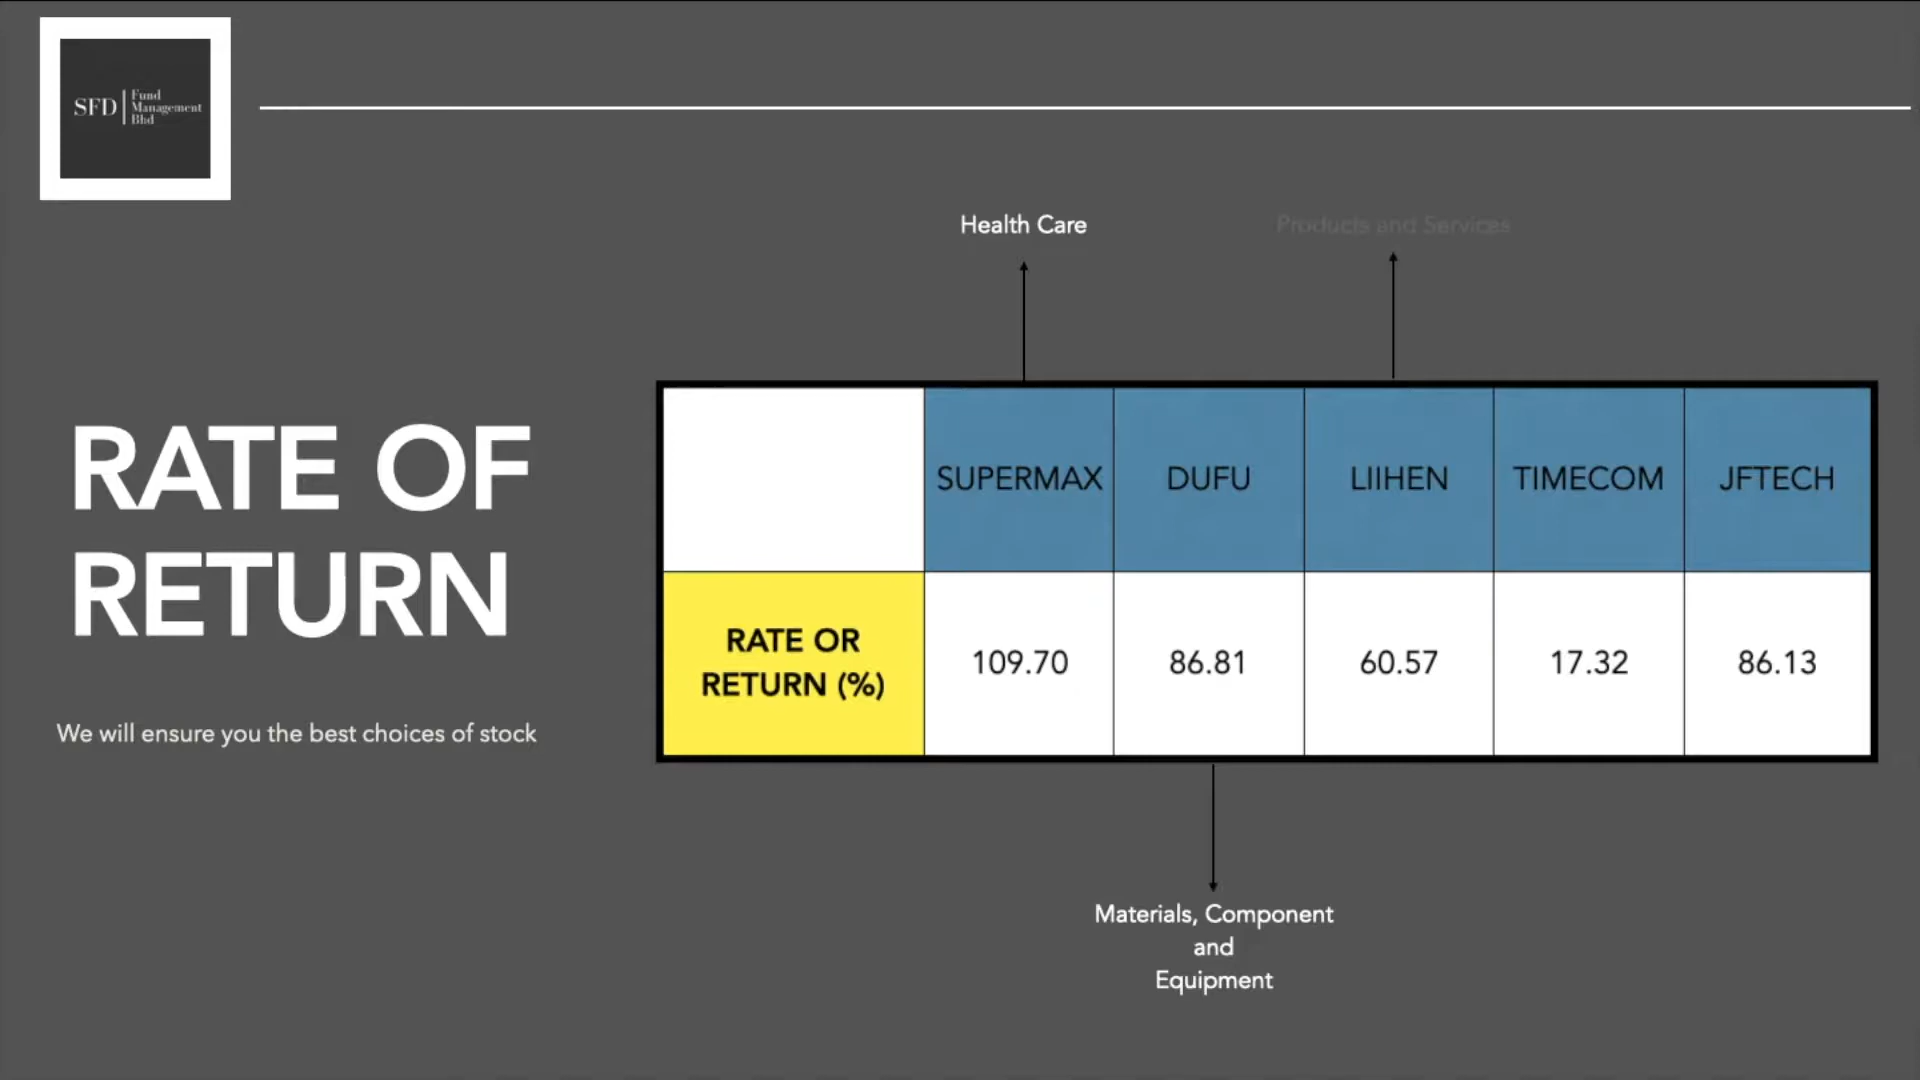 SFD
Fund
Management
Bhd
Health Care
Products and Services
RATE OF
RETURN
We will ensure you the best choices of stock
SUPERMAX DUFU LIIHEN TIMECOM JFTECH
RATE OR
RETURN (%)
109.70 86.81 60.57 17.32 86.13
Materials, Component
and
Equipment